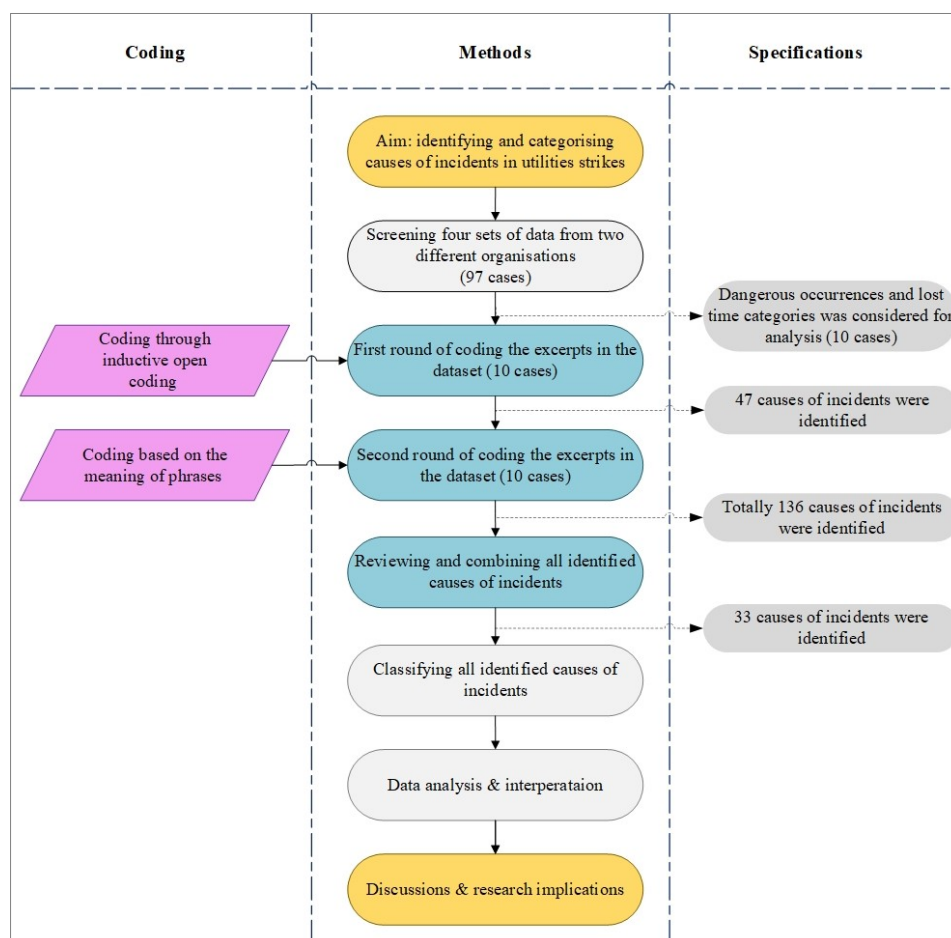 Coding
Methods
Specifications
Aim: identifying and categorising
causes of incidents in utilities strikes
Screening four sets of data from two
different organisations
(97 cases)
Dangerous occurrences and lost
time categories was considered for
analysis (10 cases)
Coding through
inductive open
coding
First round of coding the excerpts in the
dataset (10 cases)
47 causes of incidents were
identified
Coding based on the
meaning of phrases
Second round of coding the excerpts in
the dataset (10 cases)
Totally 136 causes of incidents
were identified
Reviewing and combining all identified
causes of incidents
33 causes of incidents were
identified
Classifying all identified causes of
incidents
Data analysis & interperataion
Discussions & research implications